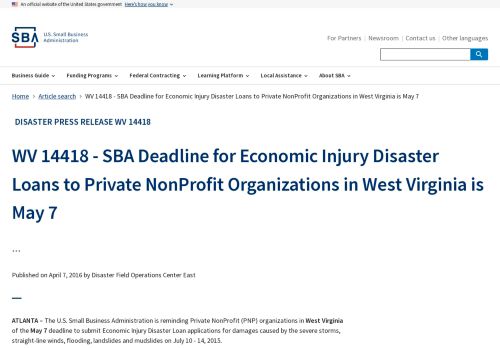 An official website of the United States government Here's how you know
SBA U.S. Small Business
Administration
For Partners Newsroom Contact us Other languages
Business Guide Funding Programs Federal Contracting Learning Platform Local Assistance About SBA
Home › Article search › WV 14418 - SBA Deadline for Economic Injury Disaster Loans to Private NonProfit Organizations in West Virginia is May 7
DISASTER PRESS RELEASE WV 14418
WV 14418 - SBA Deadline for Economic Injury Disaster
Loans to Private NonProfit Organizations in West Virginia is
May 7
...
Published on April 7, 2016 by Disaster Field Operations Center East
ATLANTA – The U.S. Small Business Administration is reminding Private NonProfit (PNP) organizations in West Virginia
of the May 7 deadline to submit Economic Injury Disaster Loan applications for damages caused by the severe storms,
straight-line winds, flooding, landslides and mudslides on July 10 - 14, 2015.